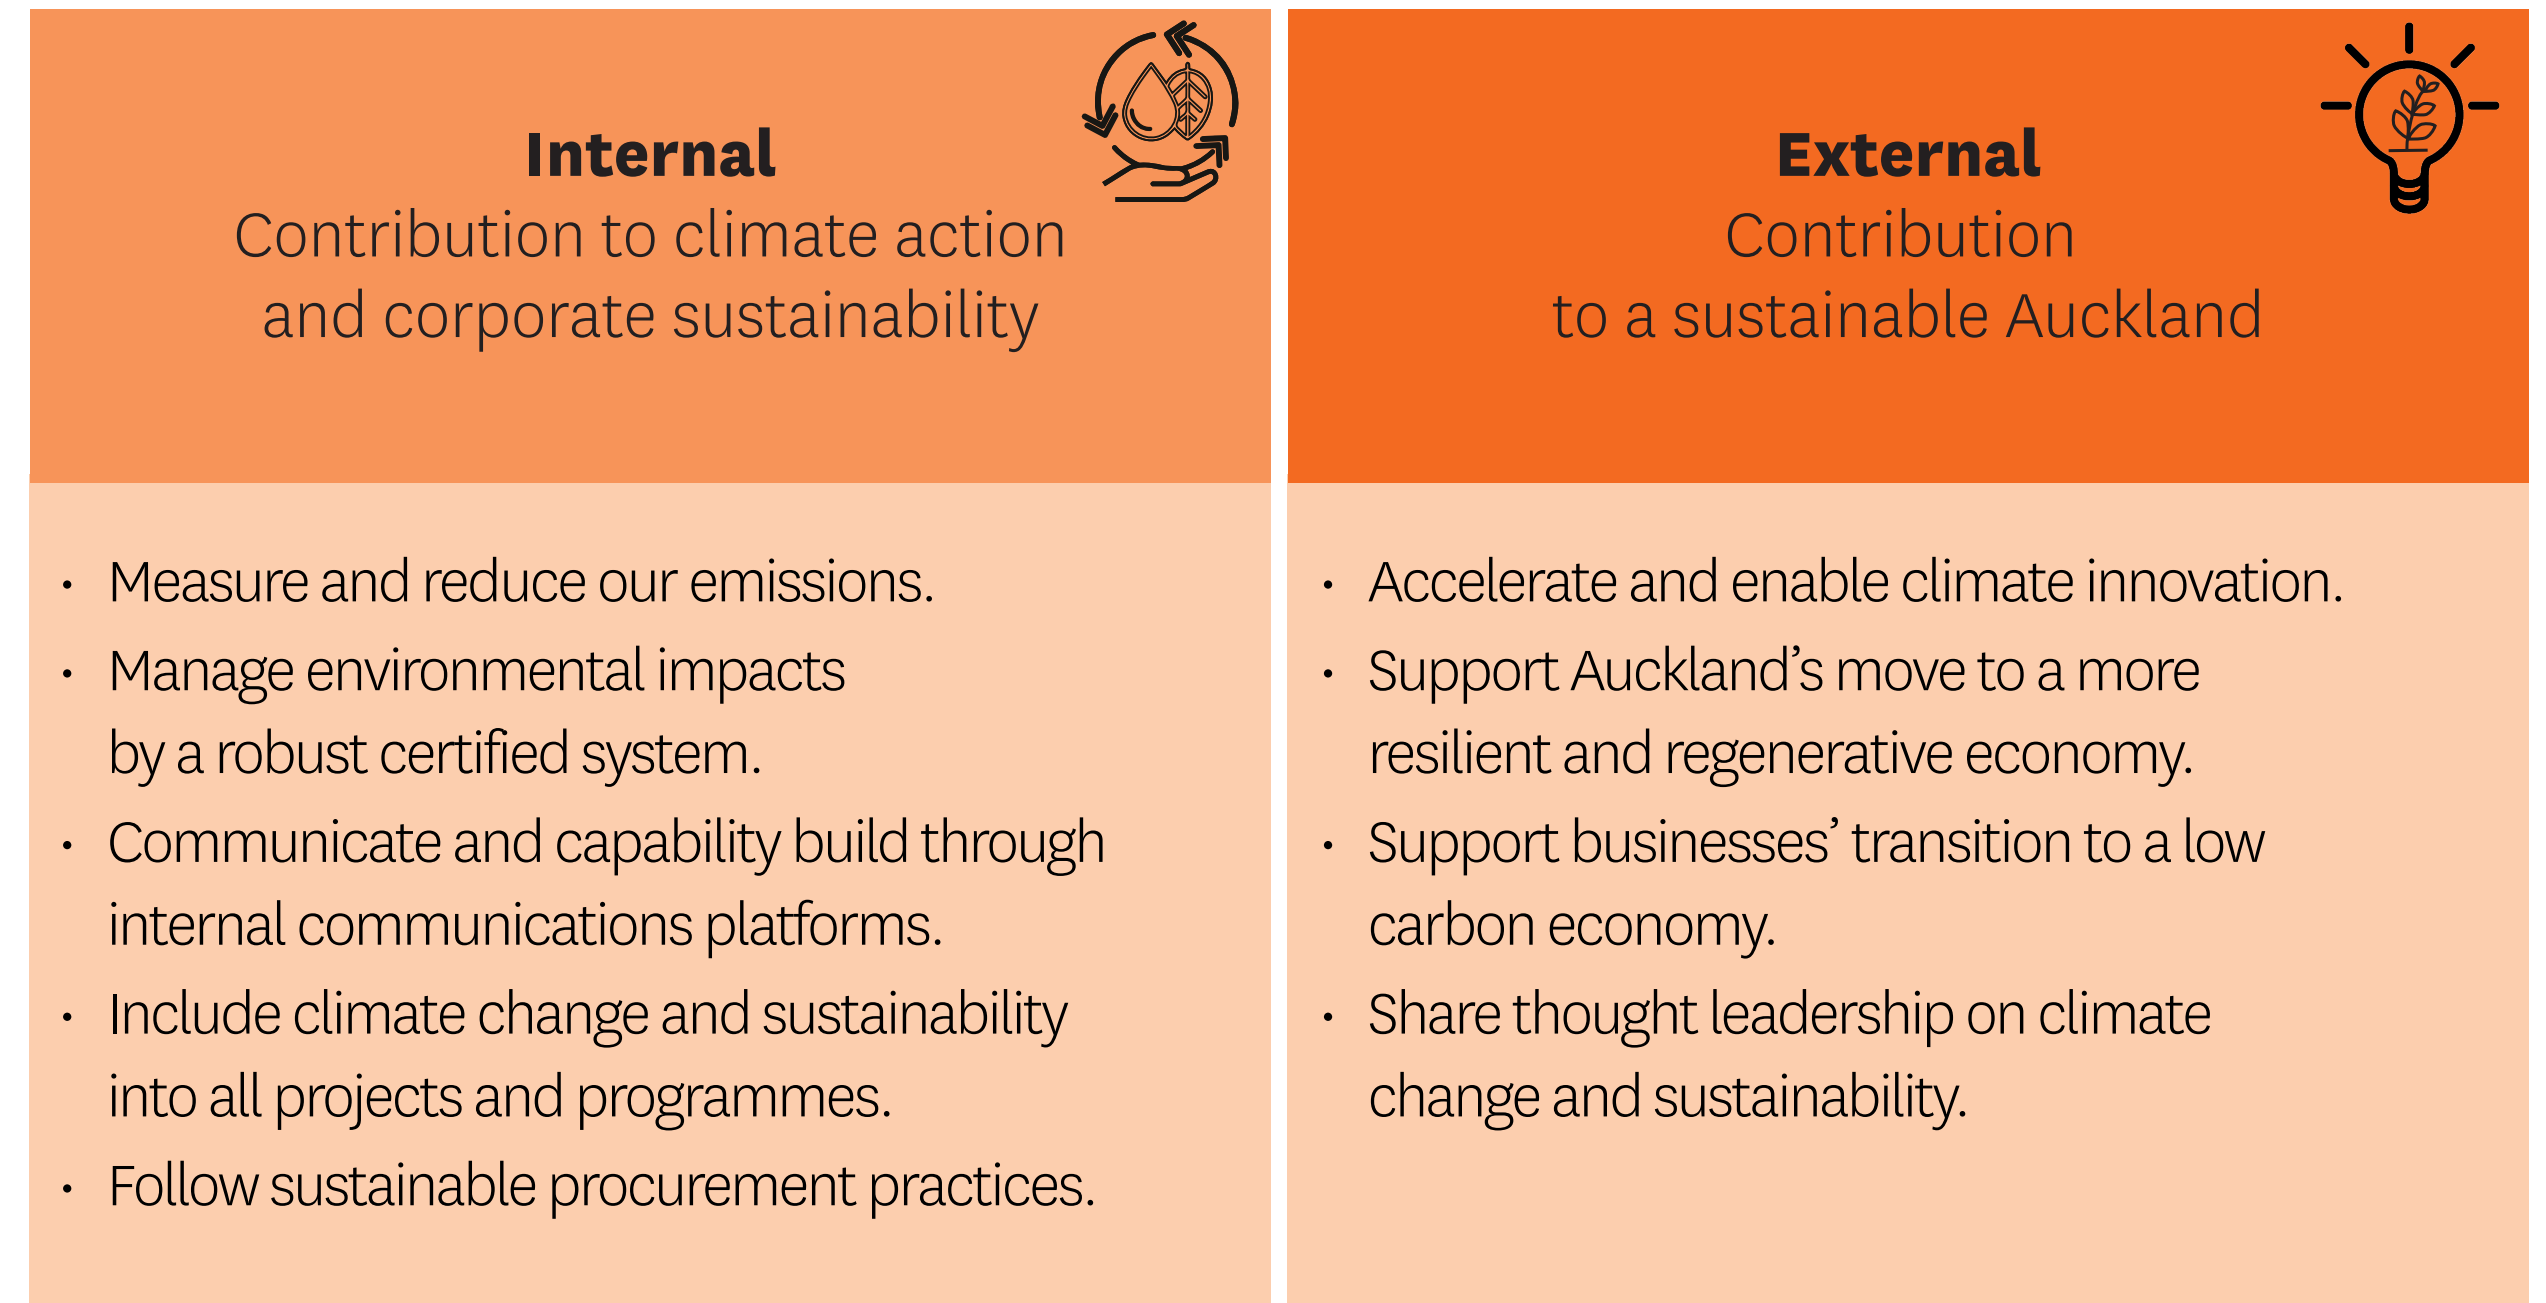 Internal
Contribution to climate action
and corporate sustainability
• Measure and reduce our emissions.
• Manage environmental impacts
by a robust certified system.
• Communicate and capability build through
internal communications platforms.
• Include climate change and sustainability
into all projects and programmes.
• Follow sustainable procurement practices.
External
Contribution
to a sustainable Auckland
• Accelerate and enable climate innovation.
• Support Auckland’s move to a more
resilient and regenerative economy.
• Support businesses’ transition to a low
carbon economy.
• Share thought leadership on climate
change and sustainability.